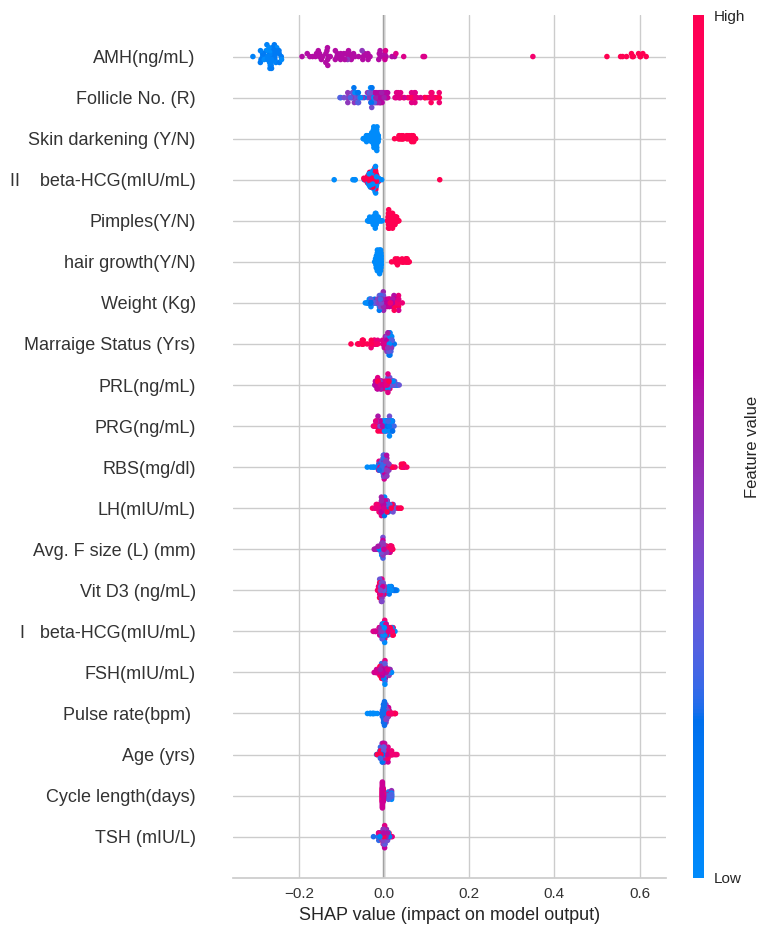 High
AMH(ng/mL)
Follicle No. (R)
Skin darkening (Y/N)
II    beta-HCG(mIU/mL)
Pimples(Y/N)
hair growth(Y/N)
Weight (Kg)
Marraige Status (Yrs)
PRL(ng/mL)
PRG(ng/mL)
RBS(mg/dl)
LH(mIU/mL)
Avg. F size (L) (mm)
Vit D3 (ng/mL)
I   beta-HCG(mIU/mL)
FSH(mIU/mL)
Pulse rate(bpm)
Age (yrs)
Cycle length(days)
TSH (mIU/L)
Feature value
Low
−0.2 0.0 0.2 0.4 0.6
SHAP value (impact on model output)